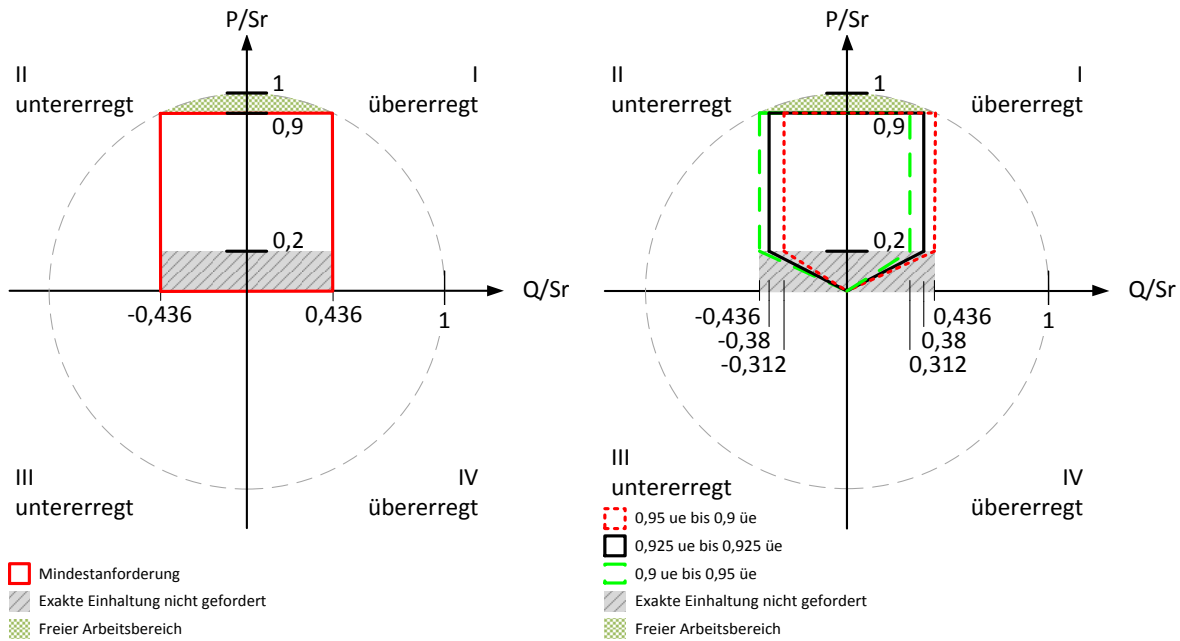 P/Sr
II
untererregt
I
übererregt
1
0,9
0,2
Q/Sr
-0,436
0,436
1
III
untererregt
IV
übererregt
Mindestanforderung
Exakte Einhaltung nicht gefordert
Freier Arbeitsbereich
P/Sr
II
untererregt
I
übererregt
1
0,9
0,2
Q/Sr
-0,436
-0,38
-0,312
0,436
0,38
0,312
1
III
untererregt
IV
übererregt
0,95 ue bis 0,9 üe
0,925 ue bis 0,925 üe
0,9 ue bis 0,95 üe
Exakte Einhaltung nicht gefordert
Freier Arbeitsbereich